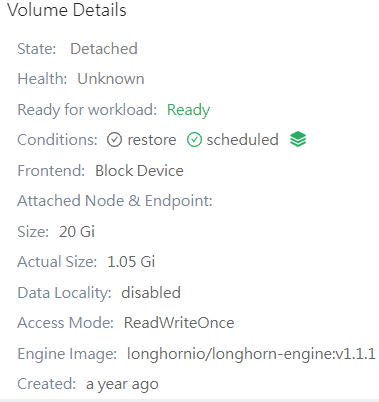 Volume Details
State: Detached
Health: Unknown
Ready for workload: Ready
Conditions: restore scheduled
Frontend: Block Device
Attached Node & Endpoint:
Size: 20 Gi
Actual Size: 1.05 Gi
Data Locality: disabled
Access Mode: ReadWriteOnce
Engine Image: longhornio/longhorn-engine:v1.1.1
Created: a year ago